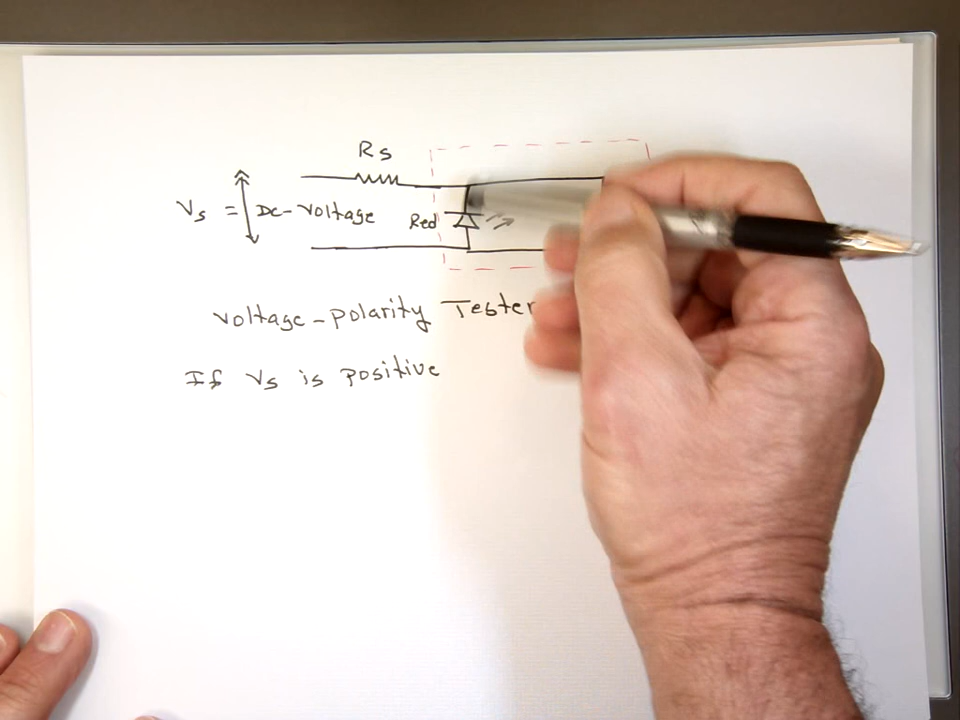 Rs
Vs = DC-voltage Red
voltage-polarity Tester
If Vs is positive